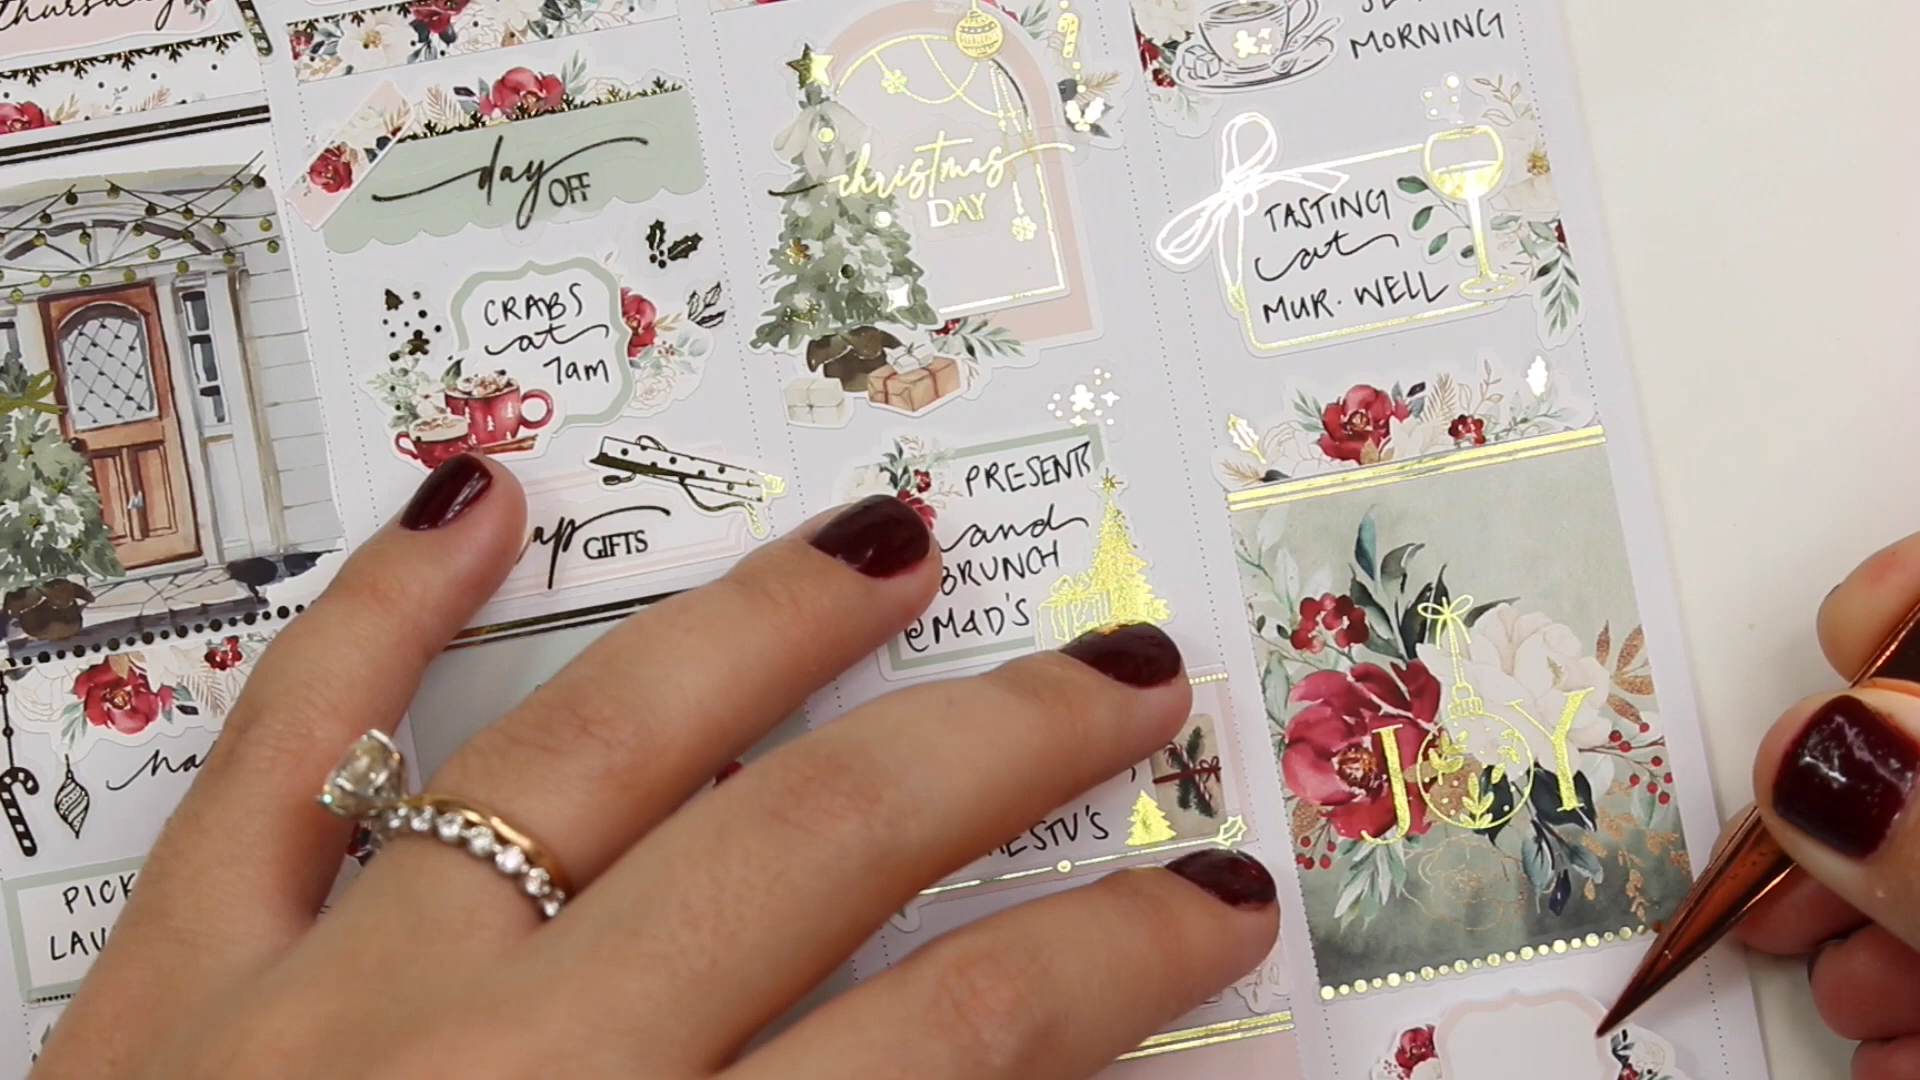 thursday
day
OFF
CRABS
at
7am
GIFTS
PICK
christmas
DAY
PRESENTS
and
BRUNCH
@ M&D'S
MORNING
TASTING
at
MUR. WELL
JOY